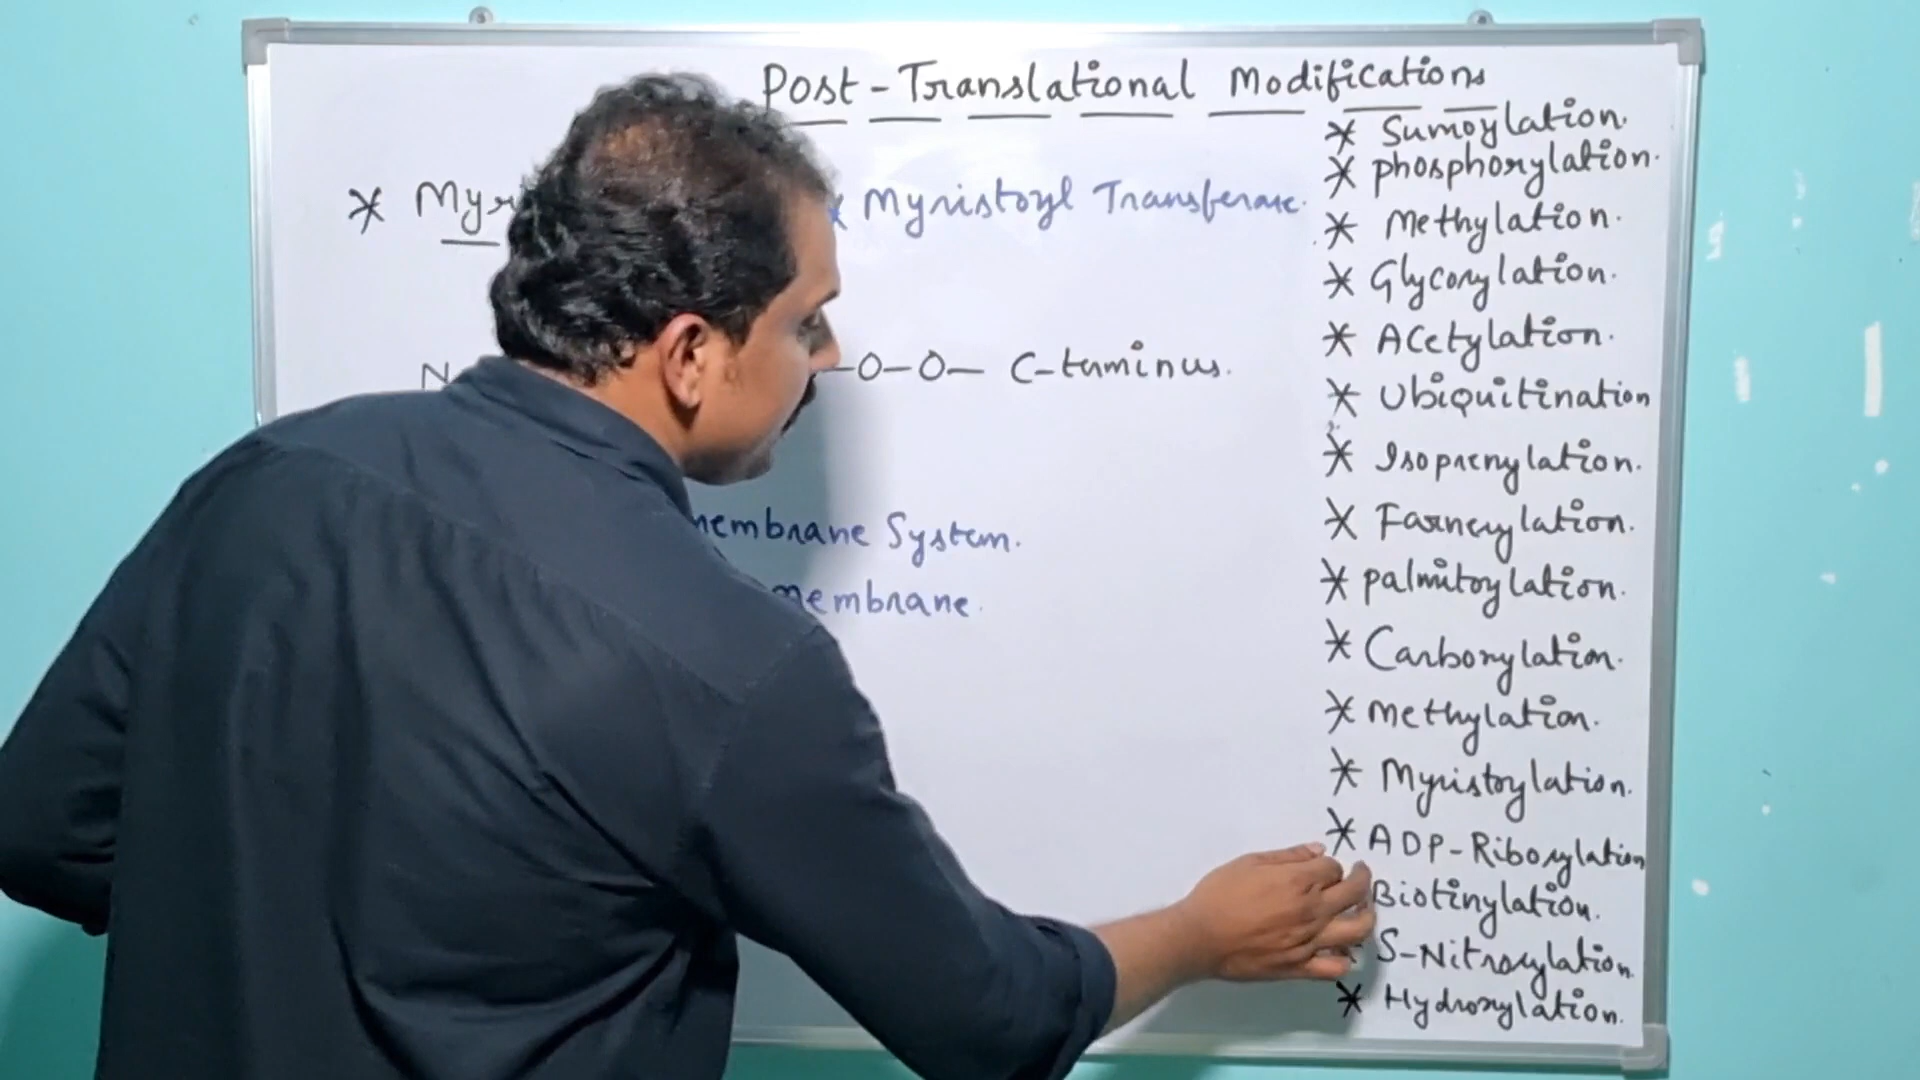 Post-Translational Modifications
* Sumoylation.
* Phosphorylation.
* Myristoyl Transferase.
* Methylation.
* Glycosylation.
* Acetylation.
-O-O- C-terminus.
* Ubiquitination
* Isoprenylation.
* Farnesylation.
membrane System.
* Palmitoylation.
membrane.
* Carboxylation.
* Methylation.
* Myristoylation.
* ADP-Ribosylation
Biotinylation.
S-Nitrosylation.
* Hydroxylation.